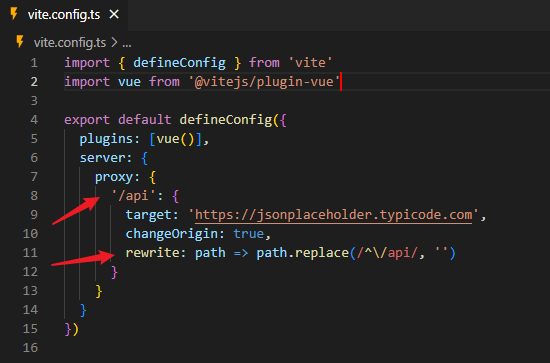 vite.config.ts
vite.config.ts > ...
1 import { defineConfig } from 'vite'
2 import vue from '@vitejs/plugin-vue'
3
4 export default defineConfig({
5   plugins: [vue()],
6   server: {
7     proxy: {
8       '/api': {
9         target: 'https://jsonplaceholder.typicode.com',
10         changeOrigin: true,
11         rewrite: path => path.replace(/^\/api/, '')
12       }
13     }
14   }
15 })
16